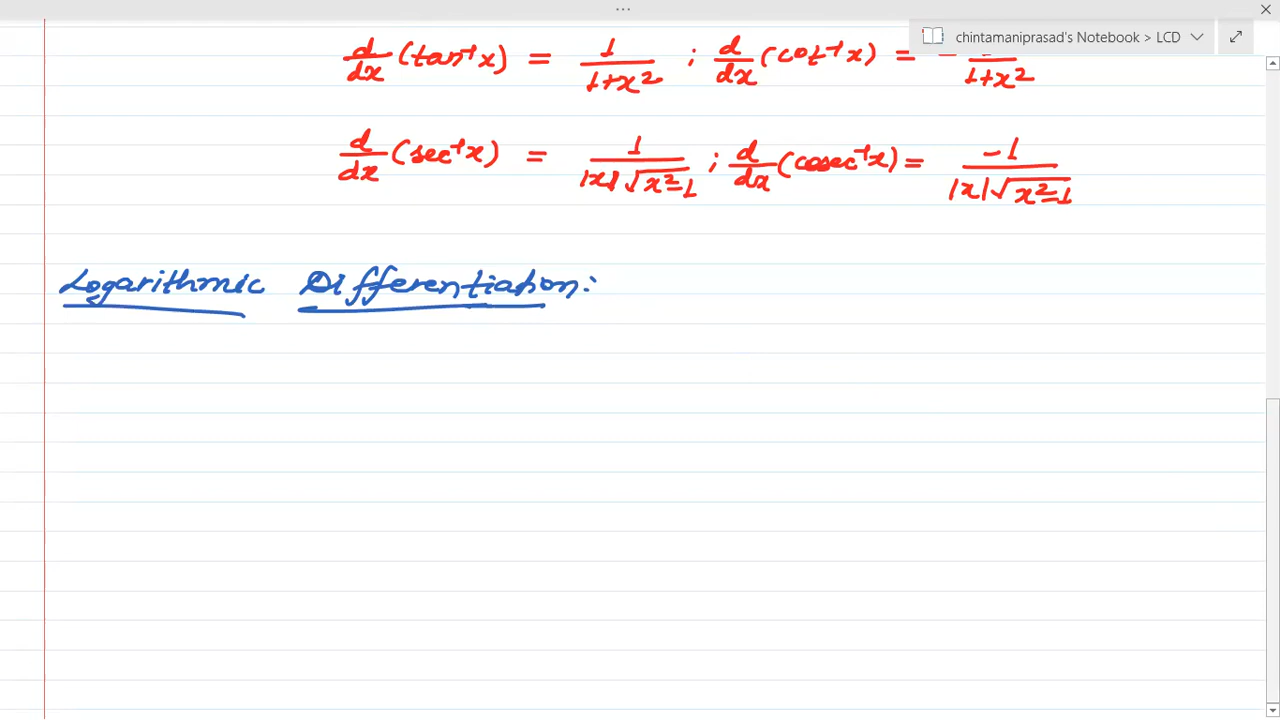 ...
chintamaniprasad's Notebook > LCD
d/dx (tan⁻¹x) = 1/1+x² ; d/dx (cot⁻¹x) = - /1+x²
d/dx (sec⁻¹x) = 1/|x|√x²-1 ; d/dx (cosec⁻¹x) = -1/|x|√x²-1
Logarithmic Differentiation: